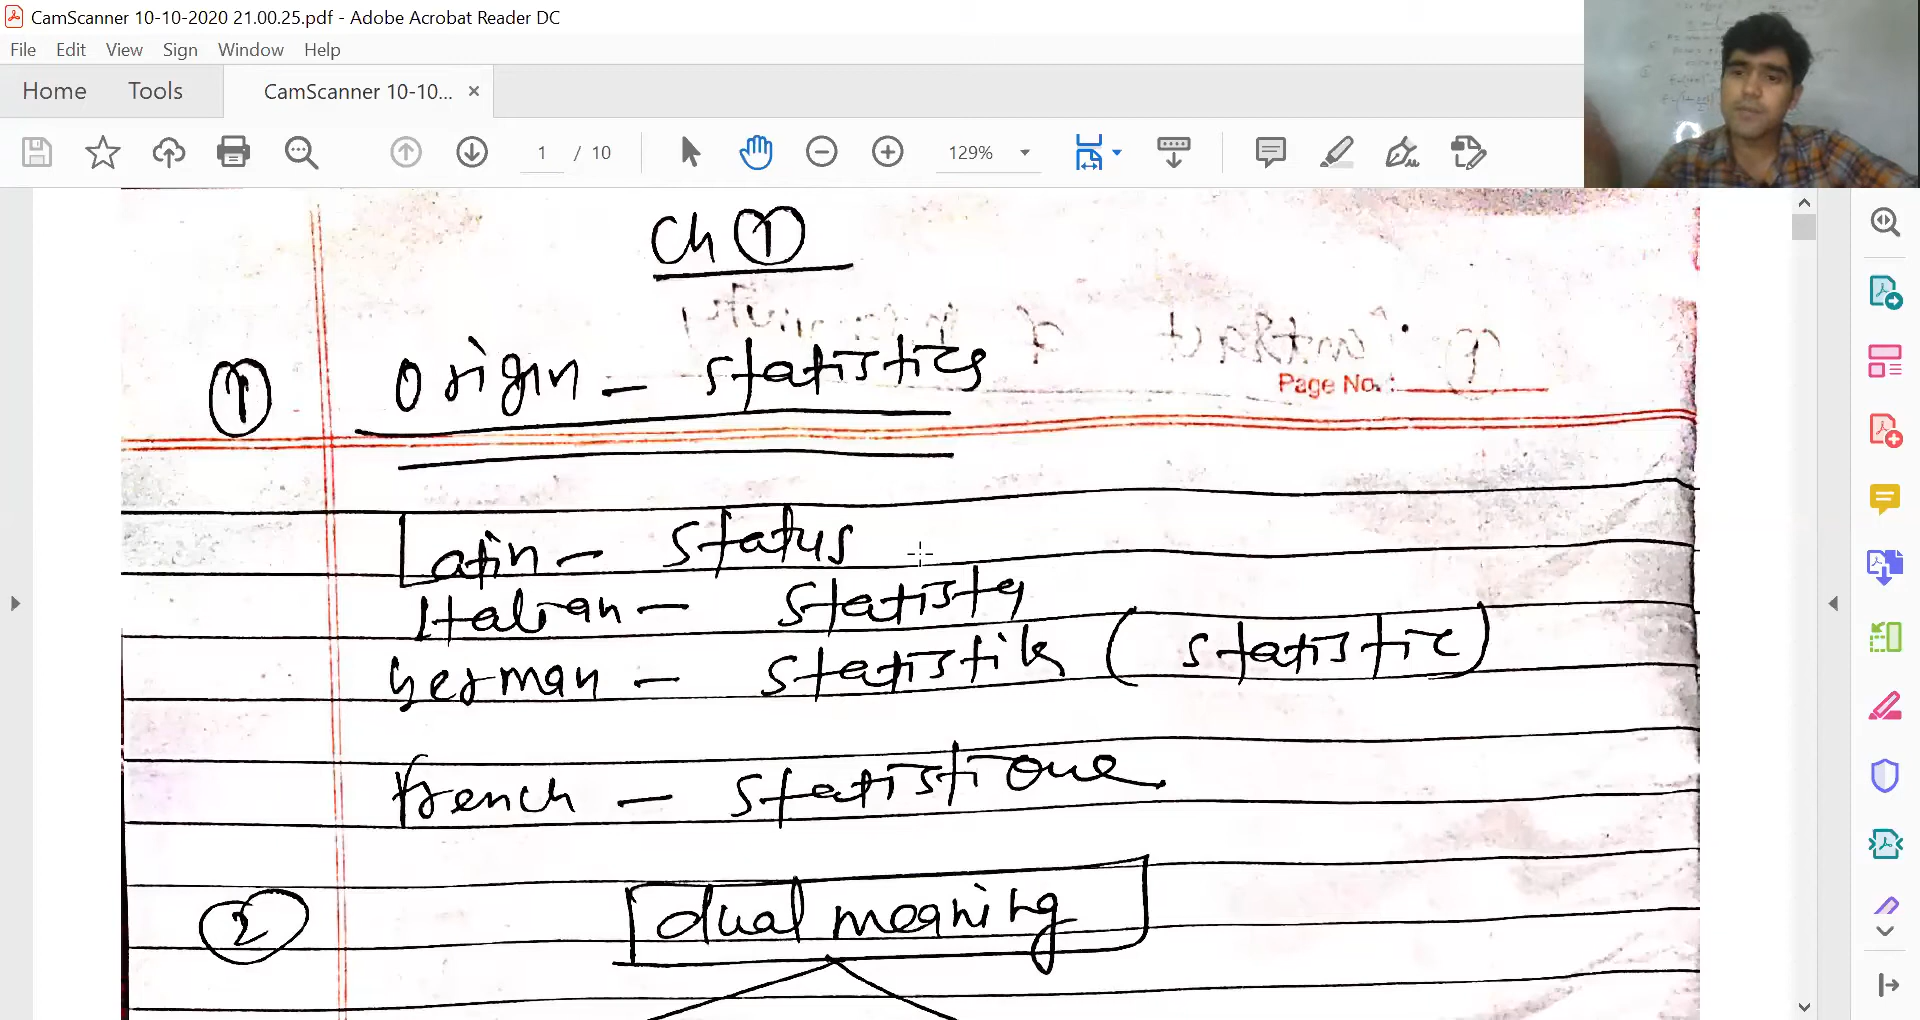 CamScanner 10-10-2020 21.00.25.pdf - Adobe Acrobat Reader DC
File Edit View Sign Window Help
Home Tools CamScanner 10-10... ×
1 / 10 129%
Ch 1
1 Origin - statistics
Page No. :
Latin - status
Italian - statista
German - statistik ( statistic )
French - statistique
2 dual meaning